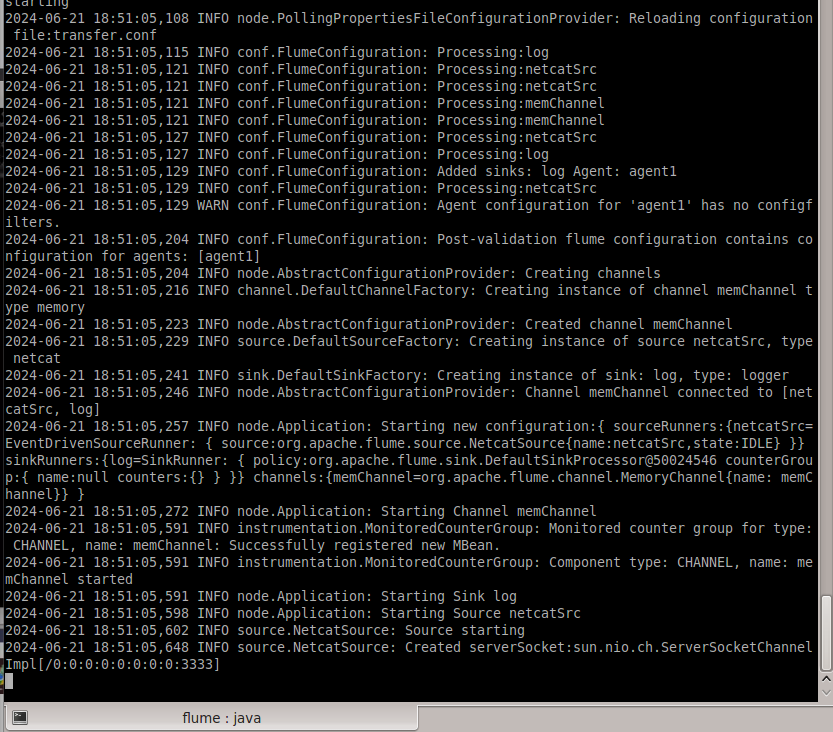 starting
2024-06-21 18:51:05,108 INFO node.PollingPropertiesFileConfigurationProvider: Reloading configuration
 file:transfer.conf
2024-06-21 18:51:05,115 INFO conf.FlumeConfiguration: Processing:log
2024-06-21 18:51:05,121 INFO conf.FlumeConfiguration: Processing:netcatSrc
2024-06-21 18:51:05,121 INFO conf.FlumeConfiguration: Processing:netcatSrc
2024-06-21 18:51:05,121 INFO conf.FlumeConfiguration: Processing:memChannel
2024-06-21 18:51:05,121 INFO conf.FlumeConfiguration: Processing:memChannel
2024-06-21 18:51:05,127 INFO conf.FlumeConfiguration: Processing:netcatSrc
2024-06-21 18:51:05,127 INFO conf.FlumeConfiguration: Processing:log
2024-06-21 18:51:05,129 INFO conf.FlumeConfiguration: Added sinks: log Agent: agent1
2024-06-21 18:51:05,129 INFO conf.FlumeConfiguration: Processing:netcatSrc
2024-06-21 18:51:05,129 WARN conf.FlumeConfiguration: Agent configuration for 'agent1' has no configf
ilters.
2024-06-21 18:51:05,204 INFO conf.FlumeConfiguration: Post-validation flume configuration contains co
nfiguration for agents: [agent1]
2024-06-21 18:51:05,204 INFO node.AbstractConfigurationProvider: Creating channels
2024-06-21 18:51:05,216 INFO channel.DefaultChannelFactory: Creating instance of channel memChannel t
ype memory
2024-06-21 18:51:05,223 INFO node.AbstractConfigurationProvider: Created channel memChannel
2024-06-21 18:51:05,229 INFO source.DefaultSourceFactory: Creating instance of source netcatSrc, type
 netcat
2024-06-21 18:51:05,241 INFO sink.DefaultSinkFactory: Creating instance of sink: log, type: logger
2024-06-21 18:51:05,246 INFO node.AbstractConfigurationProvider: Channel memChannel connected to [net
catSrc, log]
2024-06-21 18:51:05,257 INFO node.Application: Starting new configuration:{ sourceRunners:{netcatSrc=
EventDrivenSourceRunner: { source:org.apache.flume.source.NetcatSource{name:netcatSrc,state:IDLE} }}
sinkRunners:{log=SinkRunner: { policy:org.apache.flume.sink.DefaultSinkProcessor@50024546 counterGrou
p:{ name:null counters:{} } }} channels:{memChannel=org.apache.flume.channel.MemoryChannel{name: memC
hannel}} }
2024-06-21 18:51:05,272 INFO node.Application: Starting Channel memChannel
2024-06-21 18:51:05,591 INFO instrumentation.MonitoredCounterGroup: Monitored counter group for type:
 CHANNEL, name: memChannel: Successfully registered new MBean.
2024-06-21 18:51:05,591 INFO instrumentation.MonitoredCounterGroup: Component type: CHANNEL, name: me
mChannel started
2024-06-21 18:51:05,591 INFO node.Application: Starting Sink log
2024-06-21 18:51:05,598 INFO node.Application: Starting Source netcatSrc
2024-06-21 18:51:05,602 INFO source.NetcatSource: Source starting
2024-06-21 18:51:05,648 INFO source.NetcatSource: Created serverSocket:sun.nio.ch.ServerSocketChannel
Impl[/0:0:0:0:0:0:0:0:3333]
flume : java